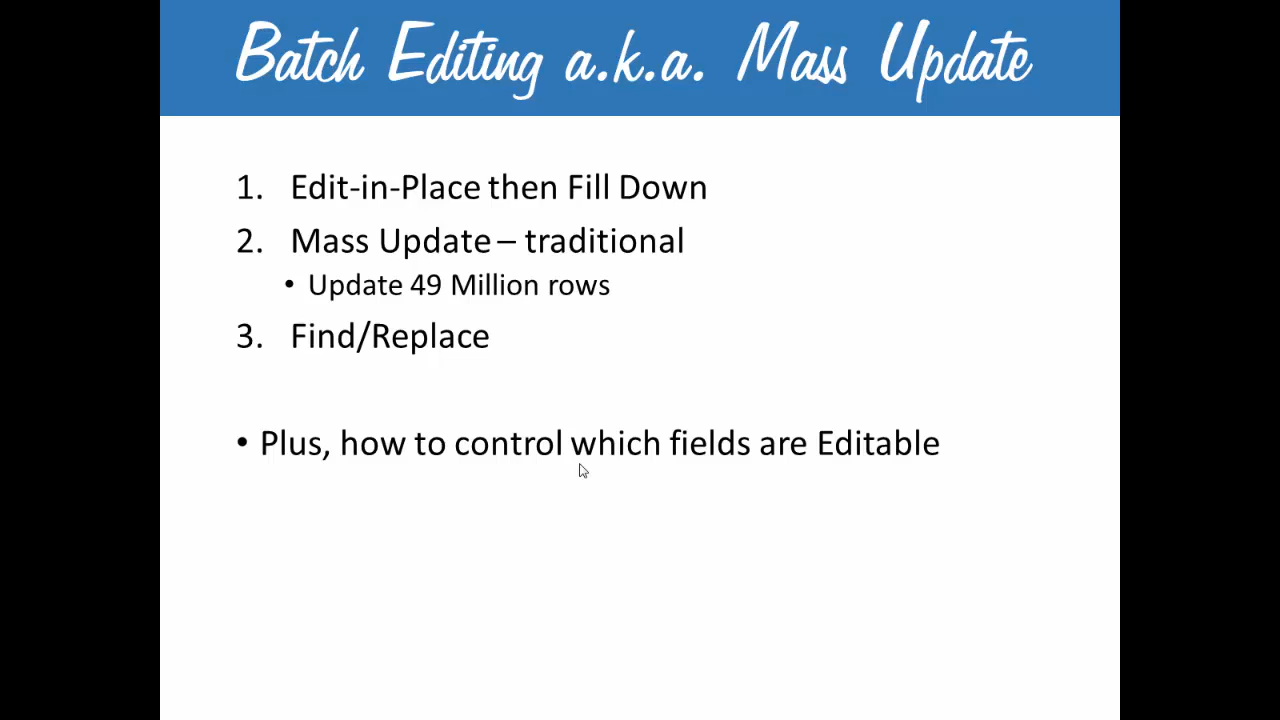 Batch Editing a.k.a. Mass Update
1. Edit-in-Place then Fill Down
2. Mass Update – traditional
• Update 49 Million rows
3. Find/Replace
• Plus, how to control which fields are Editable